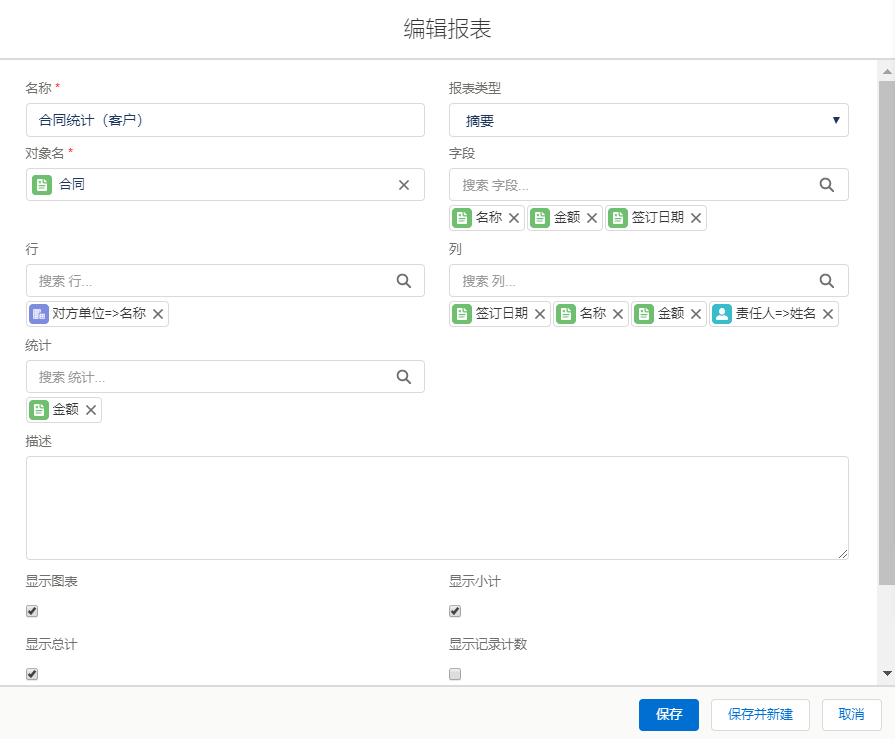 编辑报表
名称 *
报表类型
合同统计（客户）
摘要
对象名 *
字段
合同
搜索 字段...
名称 金额 签订日期
行
列
搜索 行...
搜索 列...
对方单位=>名称
签订日期 名称 金额 责任人=>姓名
统计
搜索 统计...
金额
描述
显示图表
显示小计
显示总计
显示记录计数
保存 保存并新建 取消